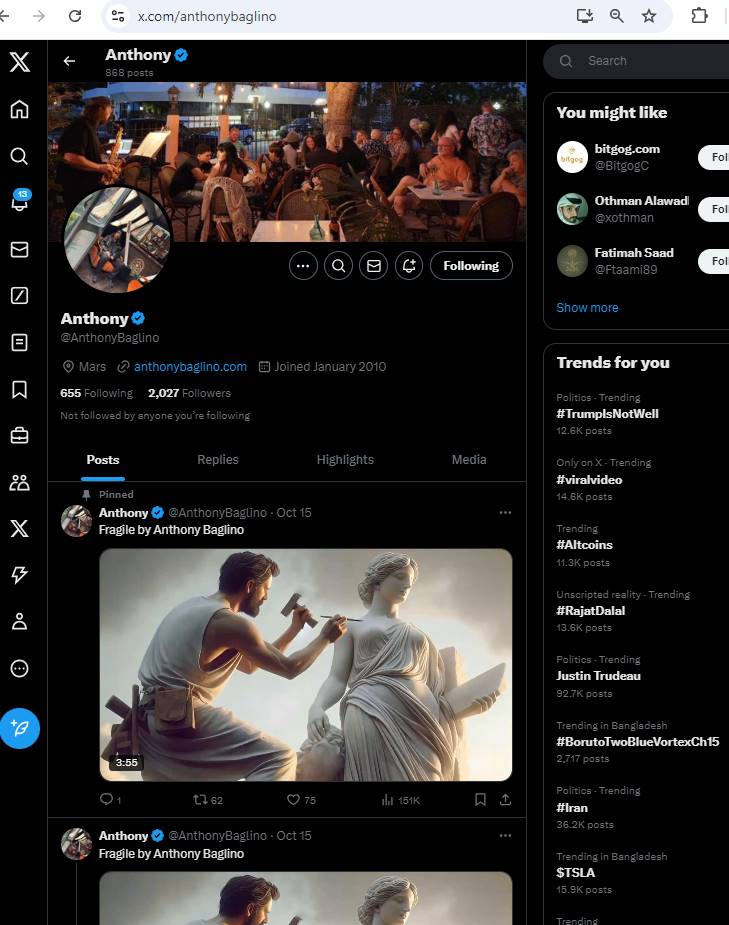 x.com/anthonybaglino
Anthony
868 posts
Search
You might like
bitgog
bitgog.com
@BitgogC
Fol
Othman Alawad
@xothman
Fol
Fatimah Saad
@Ftaami89
Fol
Show more
13
Following
Anthony
@AnthonyBaglino
Mars anthonybaglino.com Joined January 2010
655 Following 2,027 Followers
Not followed by anyone you're following
Posts Replies Highlights Media
Pinned
Anthony @AnthonyBaglino · Oct 15
Fragile by Anthony Baglino
3:55
1 62 75 151K
Anthony @AnthonyBaglino · Oct 15
Fragile by Anthony Baglino
Trends for you
Politics · Trending
#TrumpIsNotWell
12.6K posts
Only on X · Trending
#viralvideo
14.6K posts
Trending
#Altcoins
11.3K posts
Unscripted reality · Trending
#RajatDalal
13.6K posts
Politics · Trending
Justin Trudeau
92.7K posts
Trending in Bangladesh
#BorutoTwoBlueVortexCh15
2,717 posts
Politics · Trending
#Iran
36.2K posts
Trending in Bangladesh
$TSLA
15.9K posts
Trending